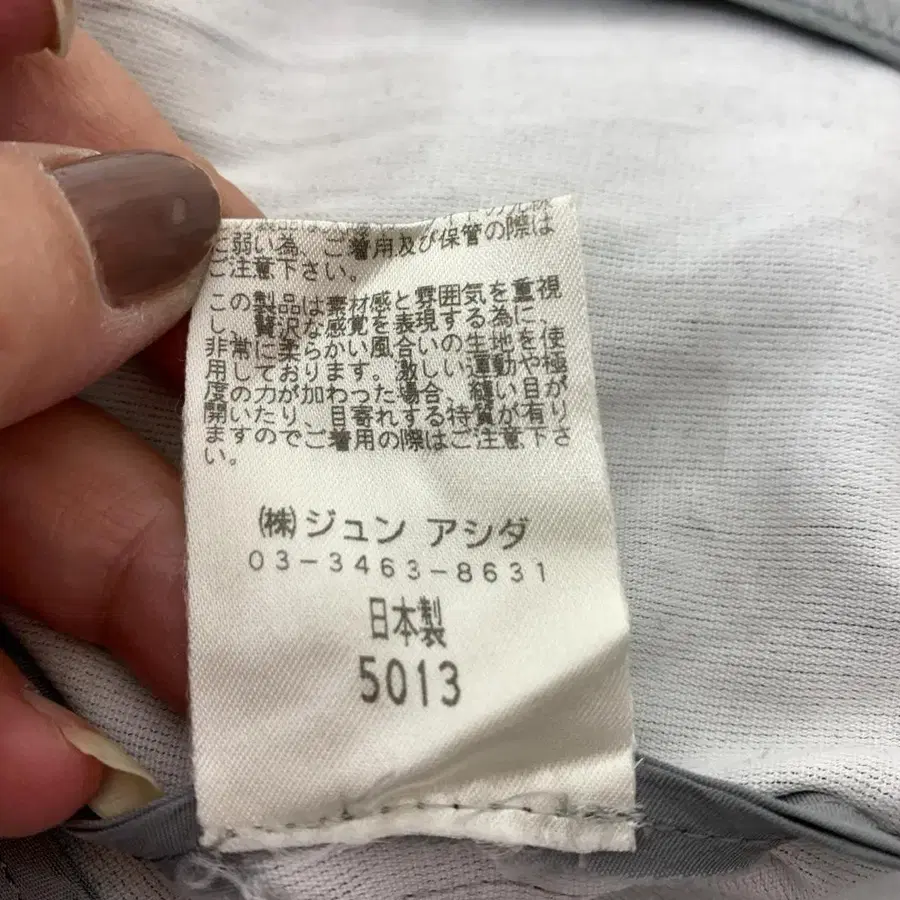 に弱い為、ご着用及び保管の際は
ご注意下さい。
この製品は素材感と雰囲気を重視
し、贅沢な感覚を表現する為に、
非常に柔らかい風合いの生地を使
用しております。激しい運動や極
度の力が加わった場合、縫い目が
開いたり、目寄れする特質が有り
ますのでご着用の際はご注意下さ
い。
㈱ジュン アシダ
03-3463-8631
日本製
5013